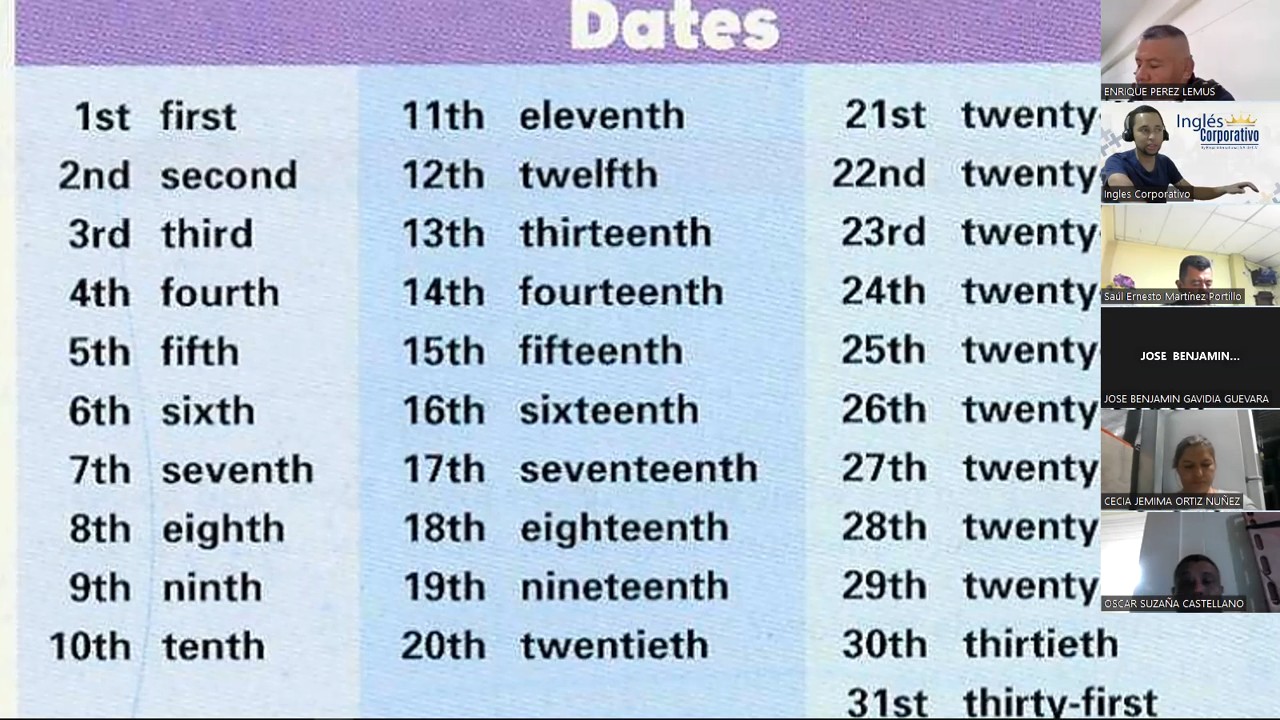 Dates
1st first
2nd second
3rd third
4th fourth
5th fifth
6th sixth
7th seventh
8th eighth
9th ninth
10th tenth
11th eleventh
12th twelfth
13th thirteenth
14th fourteenth
15th fifteenth
16th sixteenth
17th seventeenth
18th eighteenth
19th nineteenth
20th twentieth
21st twenty-
22nd twenty-
23rd twenty-
24th twenty-
25th twenty-
26th twenty-
27th twenty-
28th twenty-
29th twenty-
30th thirtieth
31st thirty-first
ENRIQUE PEREZ LEMUS
Inglés
Corporativo
Ingles Corporativo
Saúl Ernesto Martínez Portillo
JOSE BENJAMIN...
JOSE BENJAMIN GAVIDIA GUEVARA
CECIA JEMIMA ORTIZ NUÑEZ
OSCAR SUZAÑA CASTELLANO